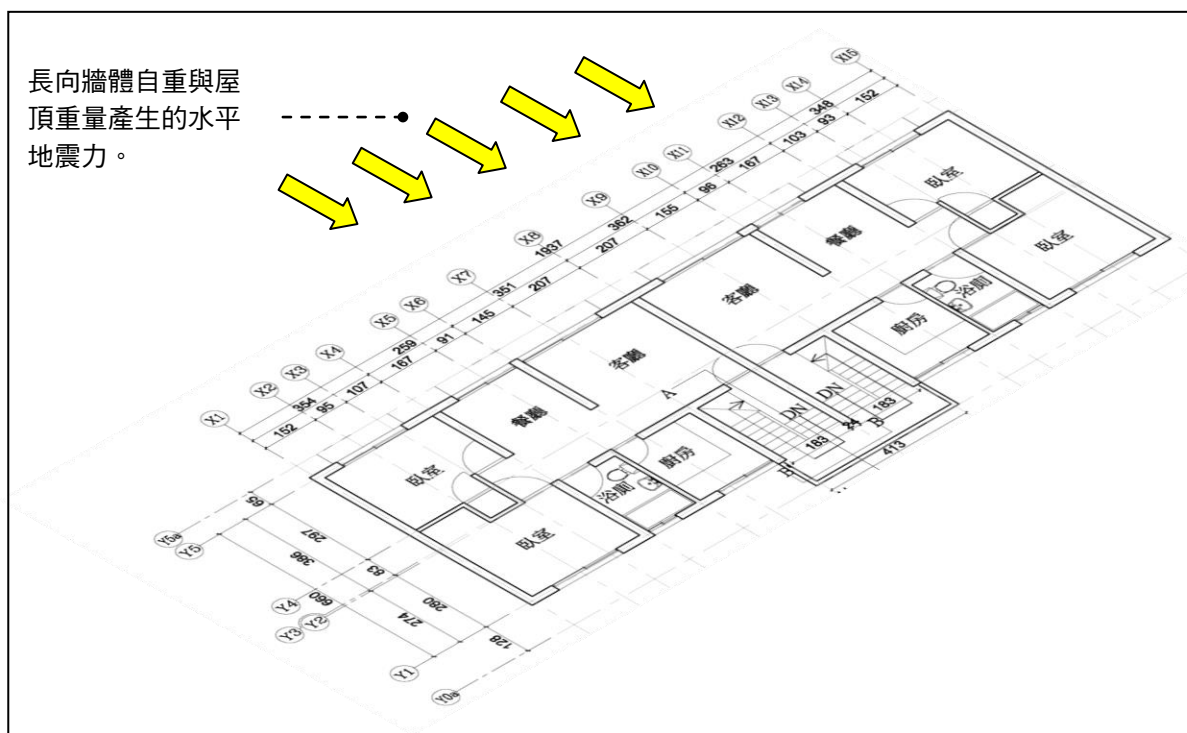 長向牆體自重與屋
頂重量產生的水平
地震力。
X1
X2
X3
X4
X5
X6
X7
X8
X9
X10
X11
X12
X13
X14
X15
354
259
351
1937
362
263
348
152
95
107
167
91
145
207
207
155
96
167
103
93
152
臥室
餐廳
客廳
客廳
餐廳
臥室
臥室
浴廁
廚房
A
DN
DN
183
183
24
B
B
413
廚房
浴廁
臥室
Y5a
Y5
Y4
Y3
Y2
Y1
Y0a
65
297
386
83
660
280
274
128